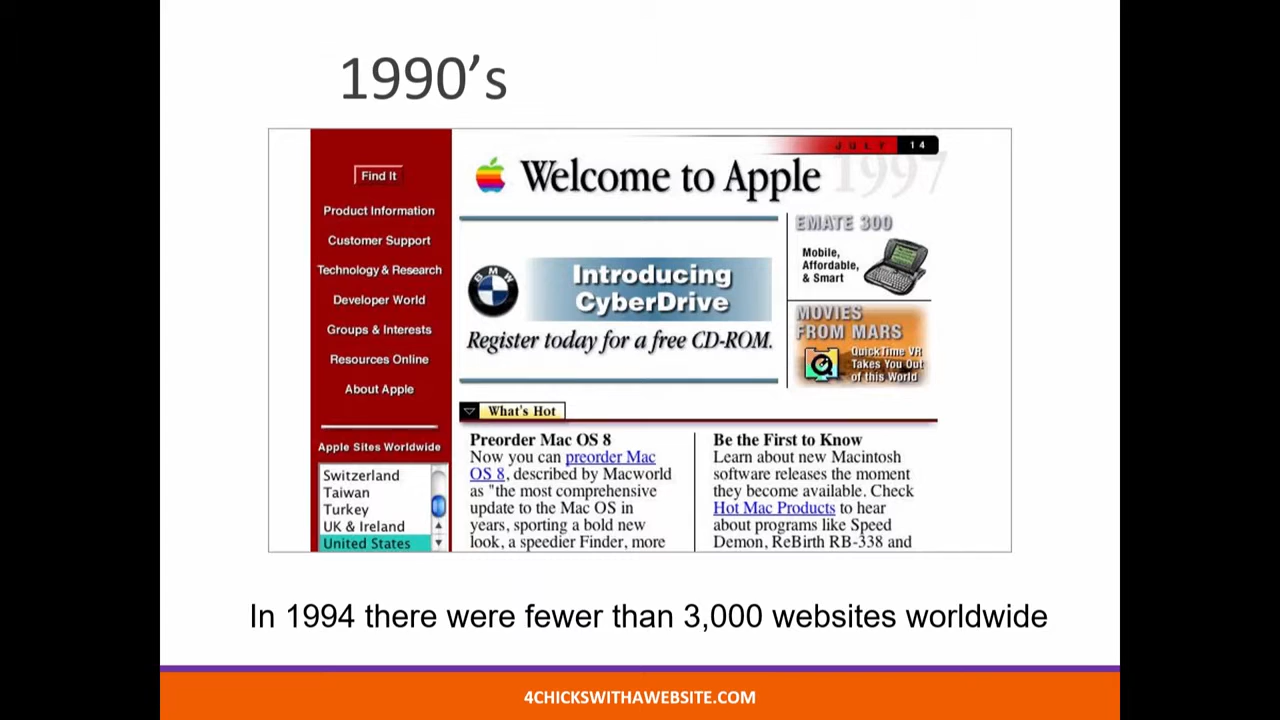 1990's
JULY 14
1997
Welcome to Apple
Find It
Product Information
Customer Support
Technology & Research
Developer World
Groups & Interests
Resources Online
About Apple
Apple Sites Worldwide
Switzerland
Taiwan
Turkey
UK & Ireland
United States
BMW
Introducing
CyberDrive
Register today for a free CD-ROM.
EMATE 300
Mobile,
Affordable,
& Smart
MOVIES
FROM MARS
QuickTime VR
Takes You Out
of this World
What's Hot
Preorder Mac OS 8
Now you can preorder Mac
OS 8, described by Macworld
as "the most comprehensive
update to the Mac OS in
years, sporting a bold new
look, a speedier Finder, more
Be the First to Know
Learn about new Macintosh
software releases the moment
they become available. Check
Hot Mac Products to hear
about programs like Speed
Demon, ReBirth RB-338 and
In 1994 there were fewer than 3,000 websites worldwide
4CHICKSWITHAWEBSITE.COM